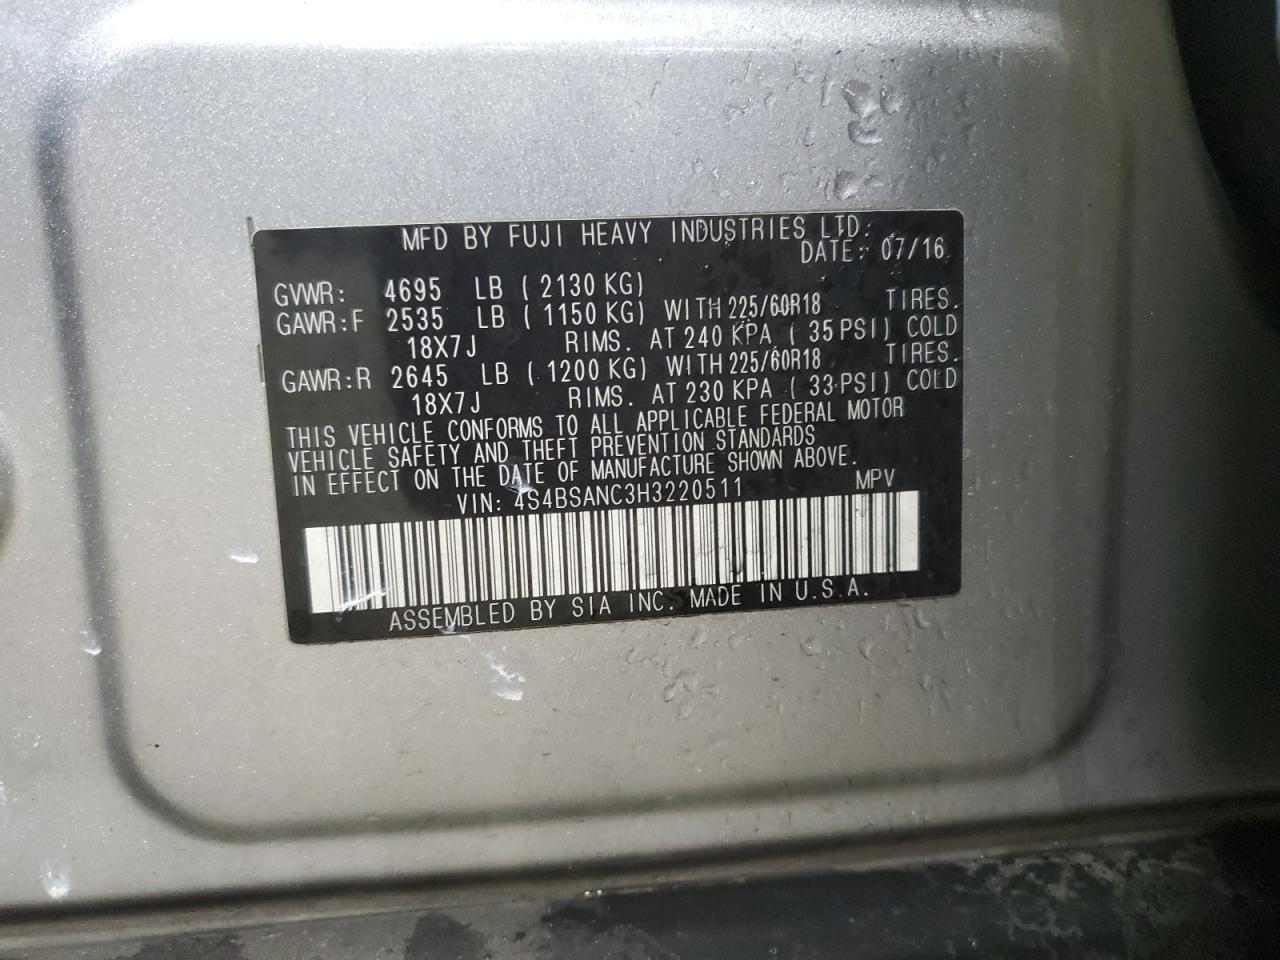 MFD BY FUJI HEAVY INDUSTRIES LTD.
DATE: 07/16
GVWR: 4695 LB ( 2130 KG)
GAWR:F 2535 LB ( 1150 KG) WITH 225/60R18 TIRES.
18X7J RIMS. AT 240 KPA ( 35 PSI) COLD
GAWR:R 2645 LB ( 1200 KG) WITH 225/60R18 TIRES.
18X7J RIMS. AT 230 KPA ( 33 PSI) COLD
THIS VEHICLE CONFORMS TO ALL APPLICABLE FEDERAL MOTOR
VEHICLE SAFETY AND THEFT PREVENTION STANDARDS
IN EFFECT ON THE DATE OF MANUFACTURE SHOWN ABOVE.
VIN: 4S4BSANC3H3220511 MPV
ASSEMBLED BY SIA INC. MADE IN U.S.A.